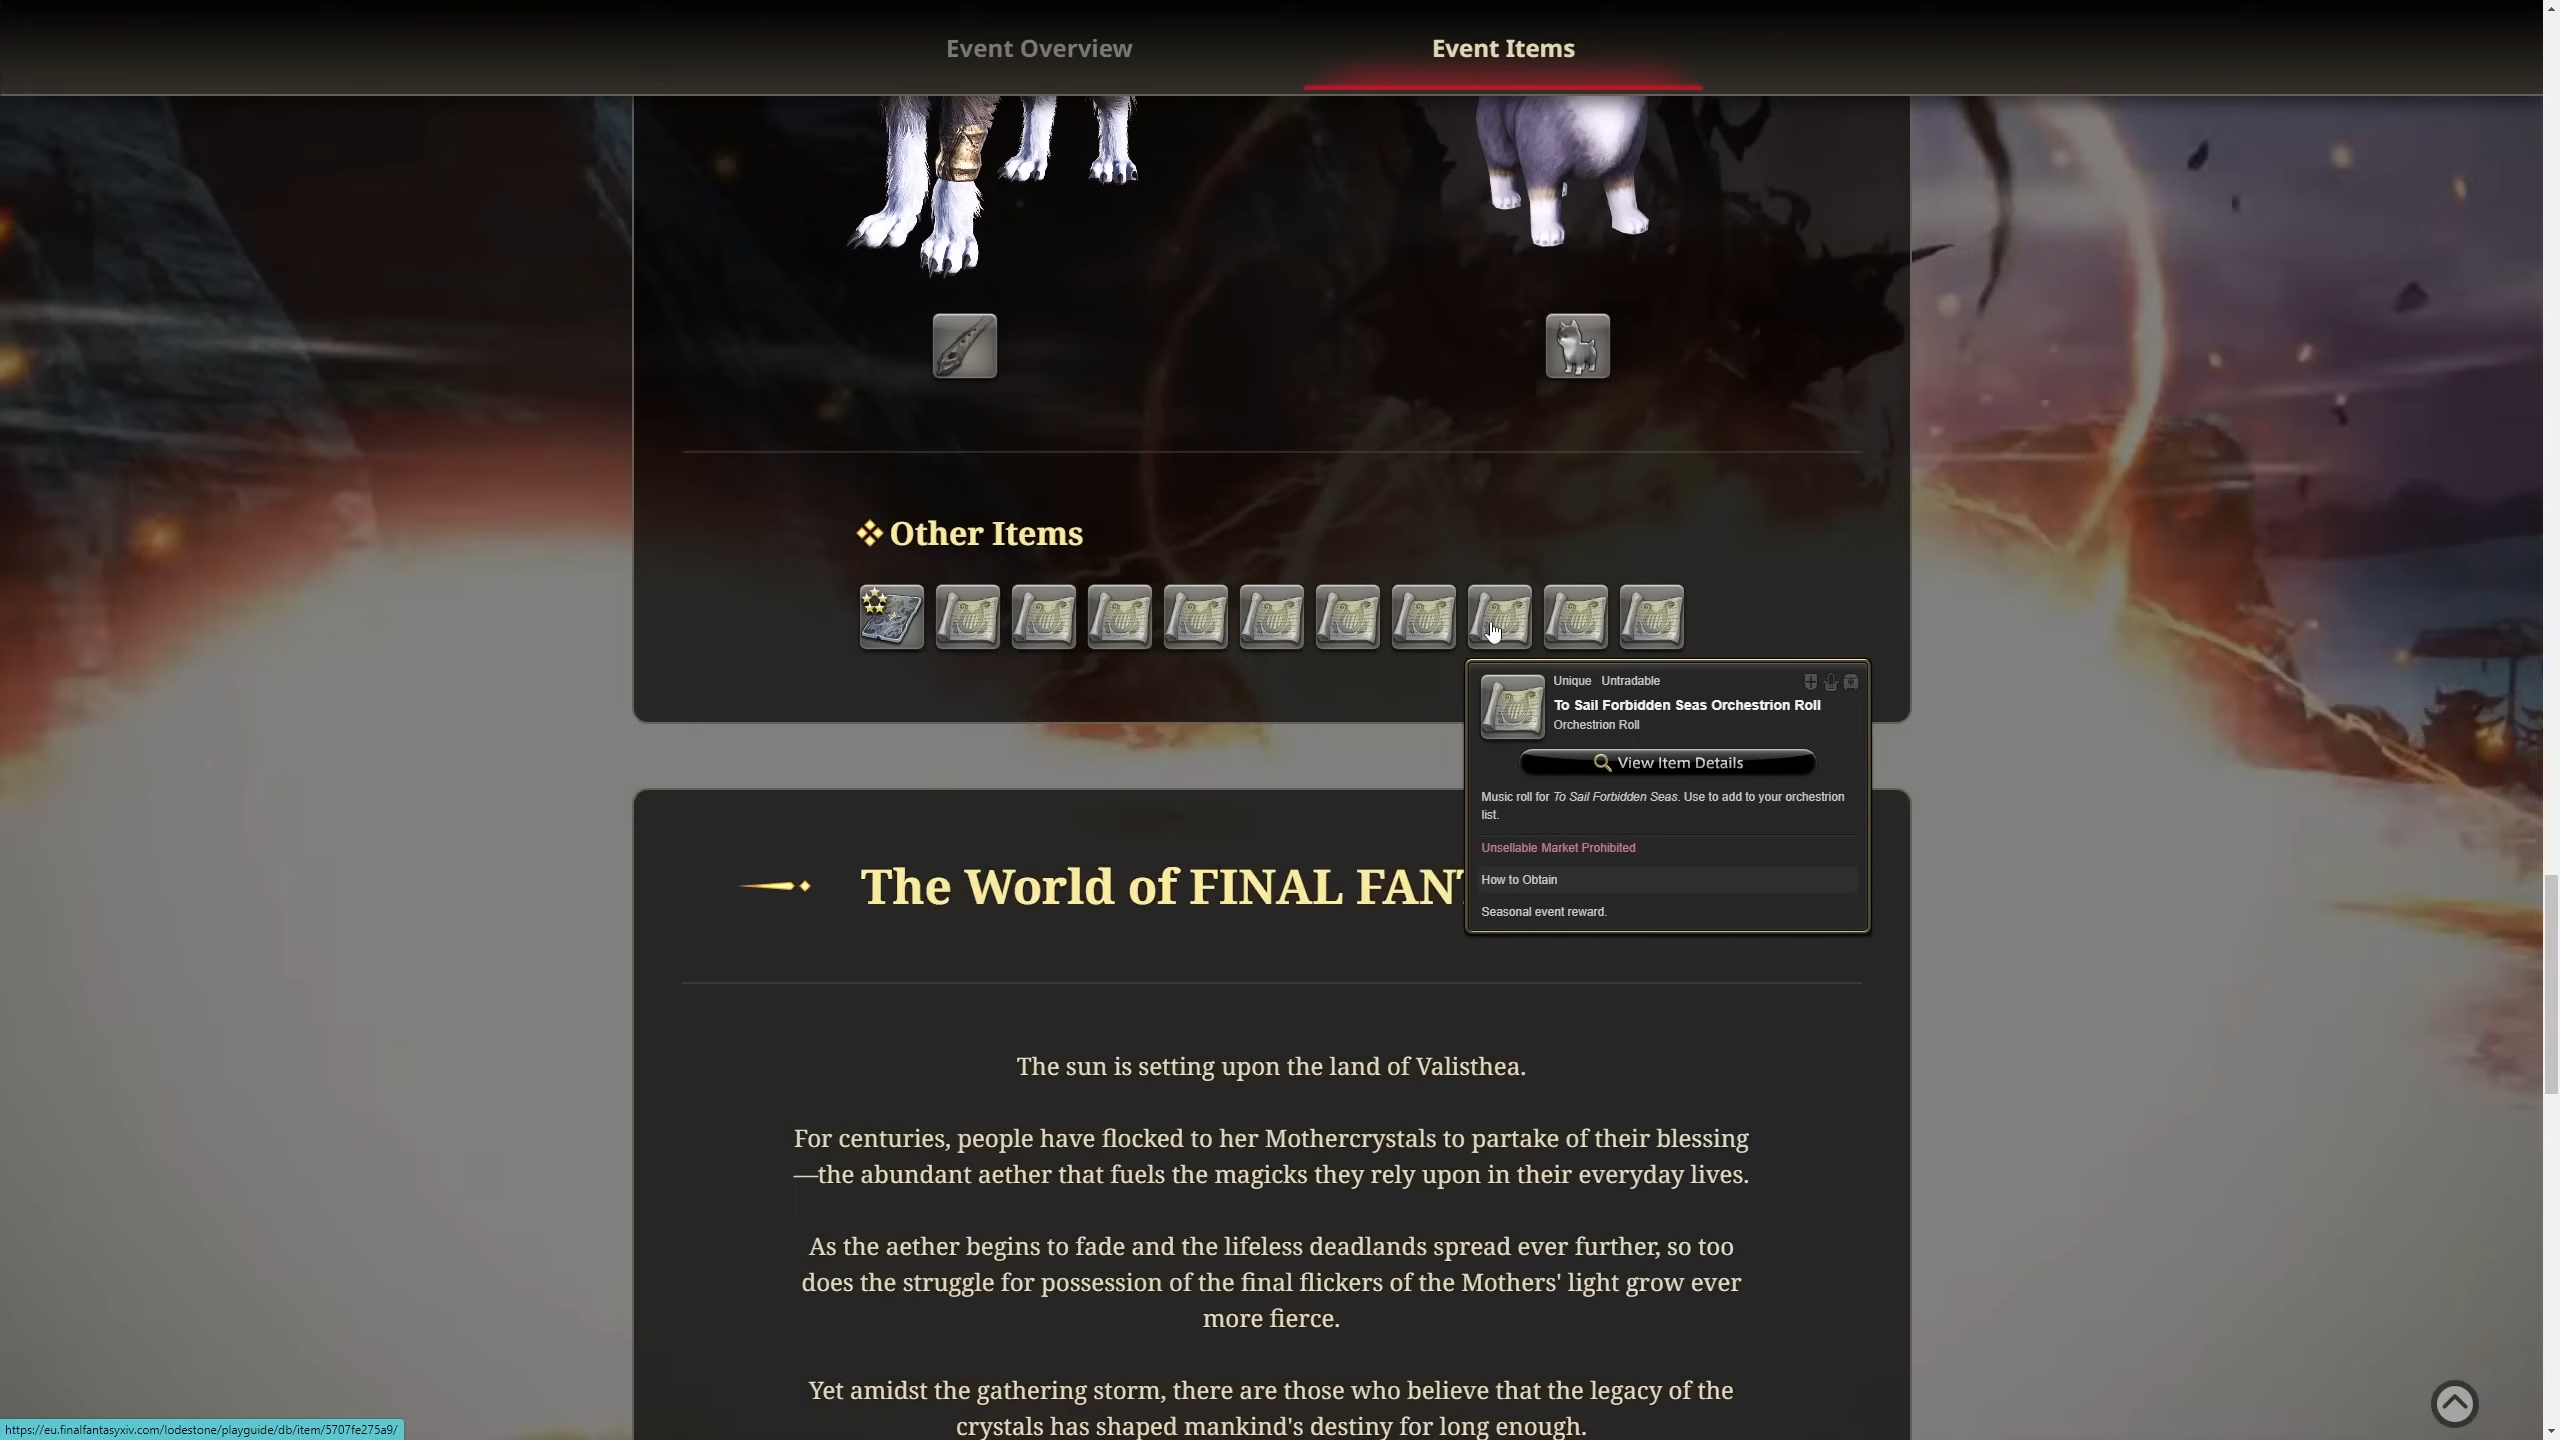 Event Overview
Event Items
Other Items
Unique Untradable
To Sail Forbidden Seas Orchestrion Roll
Orchestrion Roll
View Item Details
Music roll for To Sail Forbidden Seas. Use to add to your orchestrion
list.
Unsellable Market Prohibited
How to Obtain
Seasonal event reward.
The World of FINAL
The sun is setting upon the land of Valisthea.
For centuries, people have flocked to her Mothercrystals to partake of their blessing
—the abundant aether that fuels the magicks they rely upon in their everyday lives.
As the aether begins to fade and the lifeless deadlands spread ever further, so too
does the struggle for possession of the final flickers of the Mothers' light grow ever
more fierce.
Yet amidst the gathering storm, there are those who believe that the legacy of the
crystals has shaped mankind's destiny for long enough.
https://eu.finalfantasyxiv.com/lodestone/playguide/db/item/5707fe275a9/